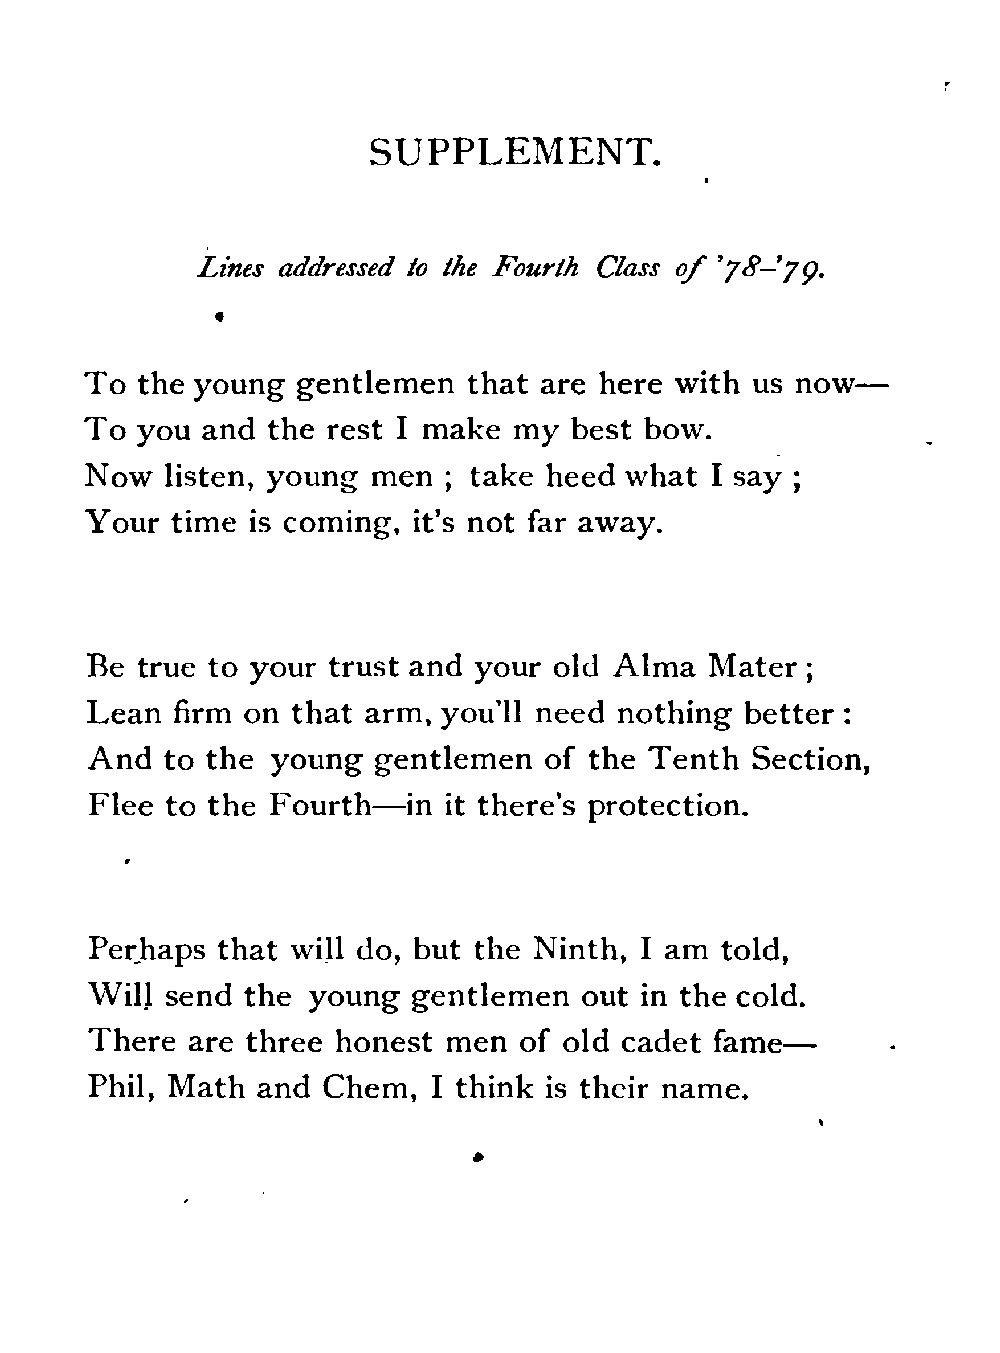 SUPPLEMENT.
Lines addressed to the Fourth Class of '78–'79.
To the young gentlemen that are here with us now—
To you and the rest I make my best bow.
Now listen, young men ; take heed what I say ;
Your time is coming, it's not far away.
Be true to your trust and your old Alma Mater ;
Lean firm on that arm, you'll need nothing better :
And to the young gentlemen of the Tenth Section,
Flee to the Fourth—in it there's protection.
Perhaps that will do, but the Ninth, I am told,
Will send the young gentlemen out in the cold.
There are three honest men of old cadet fame—
Phil, Math and Chem, I think is their name.